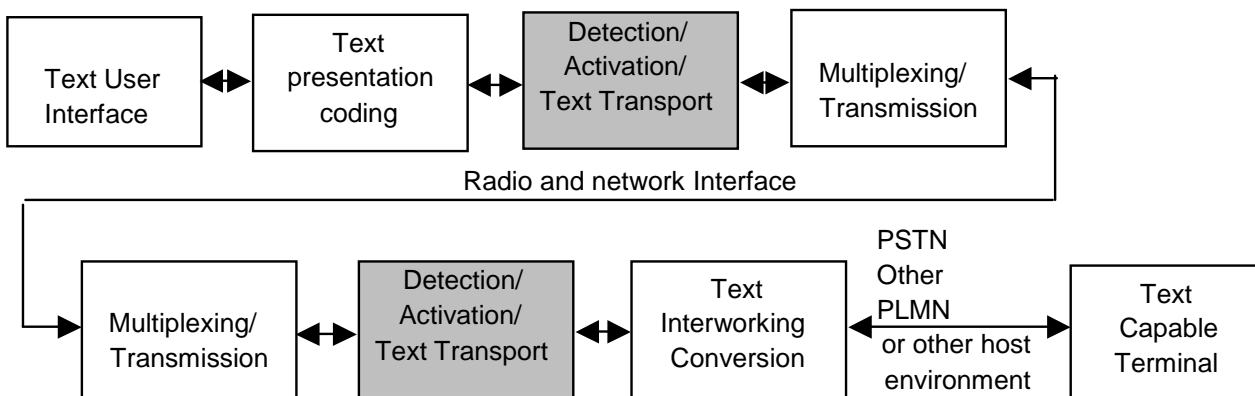 Text User
Interface
Text
presentation
coding
Detection/
Activation/
Text Transport
Multiplexing/
Transmission
Radio and network Interface
Multiplexing/
Transmission
Detection/
Activation/
Text Transport
Text
Interworking
Conversion
PSTN
Other
PLMN
or other host
environment
Text
Capable
Terminal